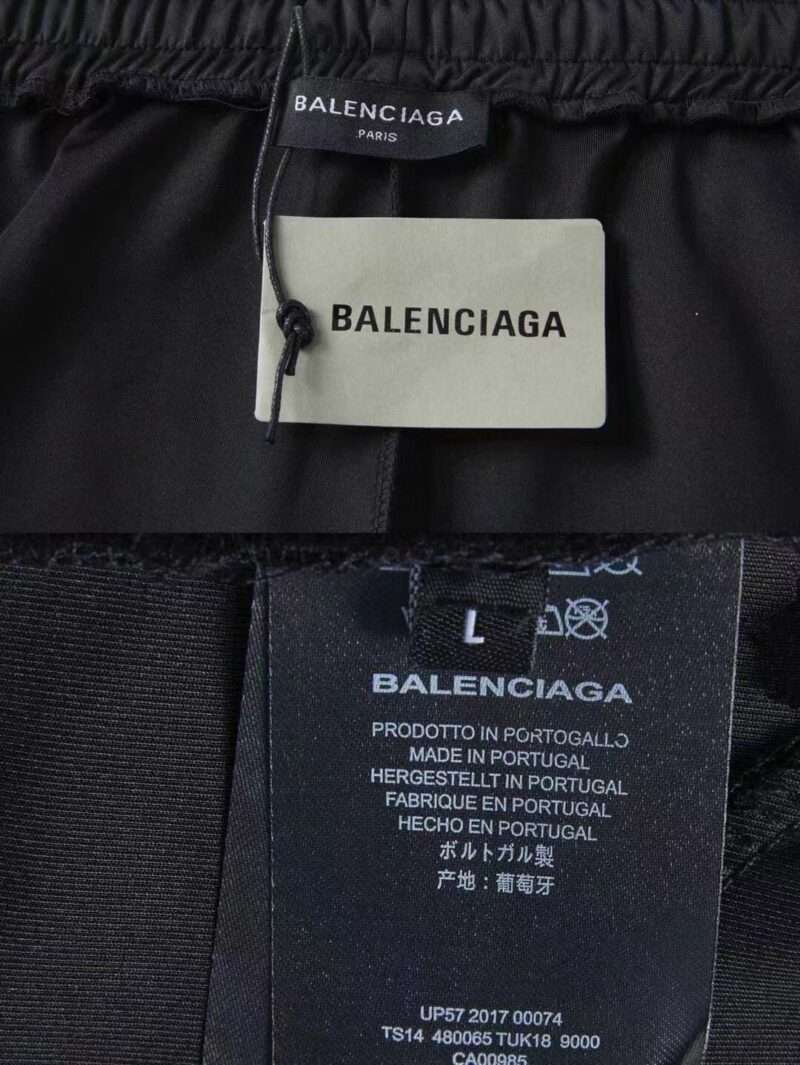 BALENCIAGA
PARIS
BALENCIAGA
L
BALENCIAGA
PRODOTTO IN PORTOGALLO
MADE IN PORTUGAL
HERGESTELLT IN PORTUGAL
FABRIQUE EN PORTUGAL
HECHO EN PORTUGAL
ポルトガル製
产地：葡萄牙
UP57 2017 00074
TS14 480065 TUK18 9000
CA00985